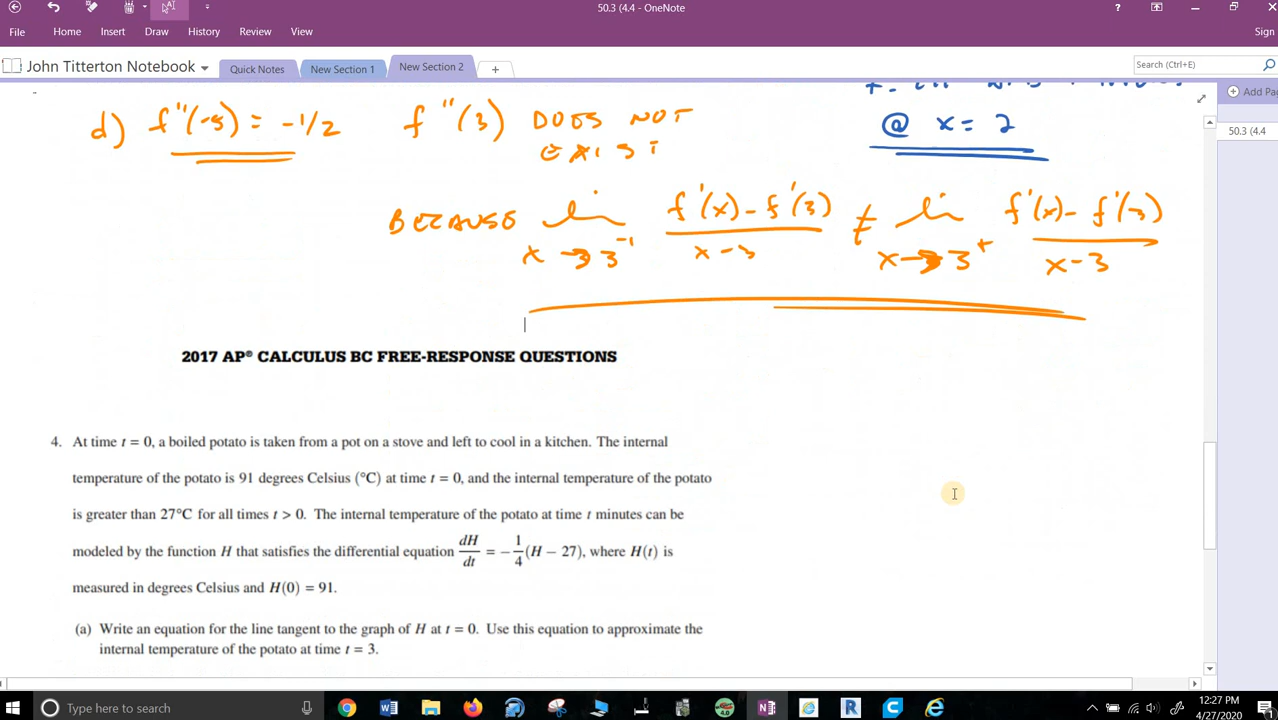 50.3 (4.4 - OneNote
File Home Insert Draw History Review View Sign
John Titterton Notebook Quick Notes New Section 1 New Section 2 + Search (Ctrl+E)
Add Pag
50.3 (4.4
@ x = 2
d) f''(-5) = -1/2 f''(3) DOES NOT
EXIST
BECAUSE lim f'(x) - f'(3) ≠ lim f'(x) - f'(3)
x → 3⁻ x - 3 x → 3⁺ x - 3
2017 AP® CALCULUS BC FREE-RESPONSE QUESTIONS
4. At time t = 0, a boiled potato is taken from a pot on a stove and left to cool in a kitchen. The internal
temperature of the potato is 91 degrees Celsius (°C) at time t = 0, and the internal temperature of the potato
is greater than 27°C for all times t > 0. The internal temperature of the potato at time t minutes can be
modeled by the function H that satisfies the differential equation dH/dt = -1/4(H - 27), where H(t) is
measured in degrees Celsius and H(0) = 91.
(a) Write an equation for the line tangent to the graph of H at t = 0. Use this equation to approximate the
internal temperature of the potato at time t = 3.
Type here to search
12:27 PM
4/27/2020